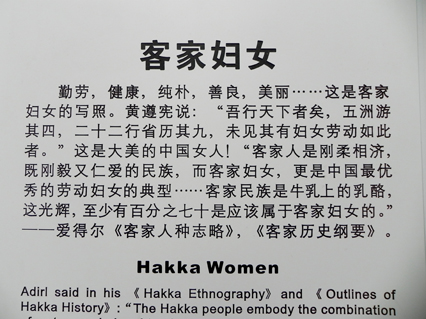 客家妇女
勤劳，健康，纯朴，善良，美丽……这是客家
妇女的写照。黄遵宪说：“吾行天下者矣，五洲游
其四，二十二行省历其九，未见其有妇女劳动如此
者。”这是大美的中国女人！“客家人是刚柔相济，
既刚毅又仁爱的民族，而客家妇女，更是中国最优
秀的劳动妇女的典型……客家民族是牛乳上的乳酪，
这光辉，至少有百分之七十是应该属于客家妇女的。”
——爱得尔《客家人种志略》，《客家历史纲要》。
Hakka Women
Adirl said in his 《Hakka Ethnography》 and 《Outlines of
Hakka History》: “The Hakka people embody the combination